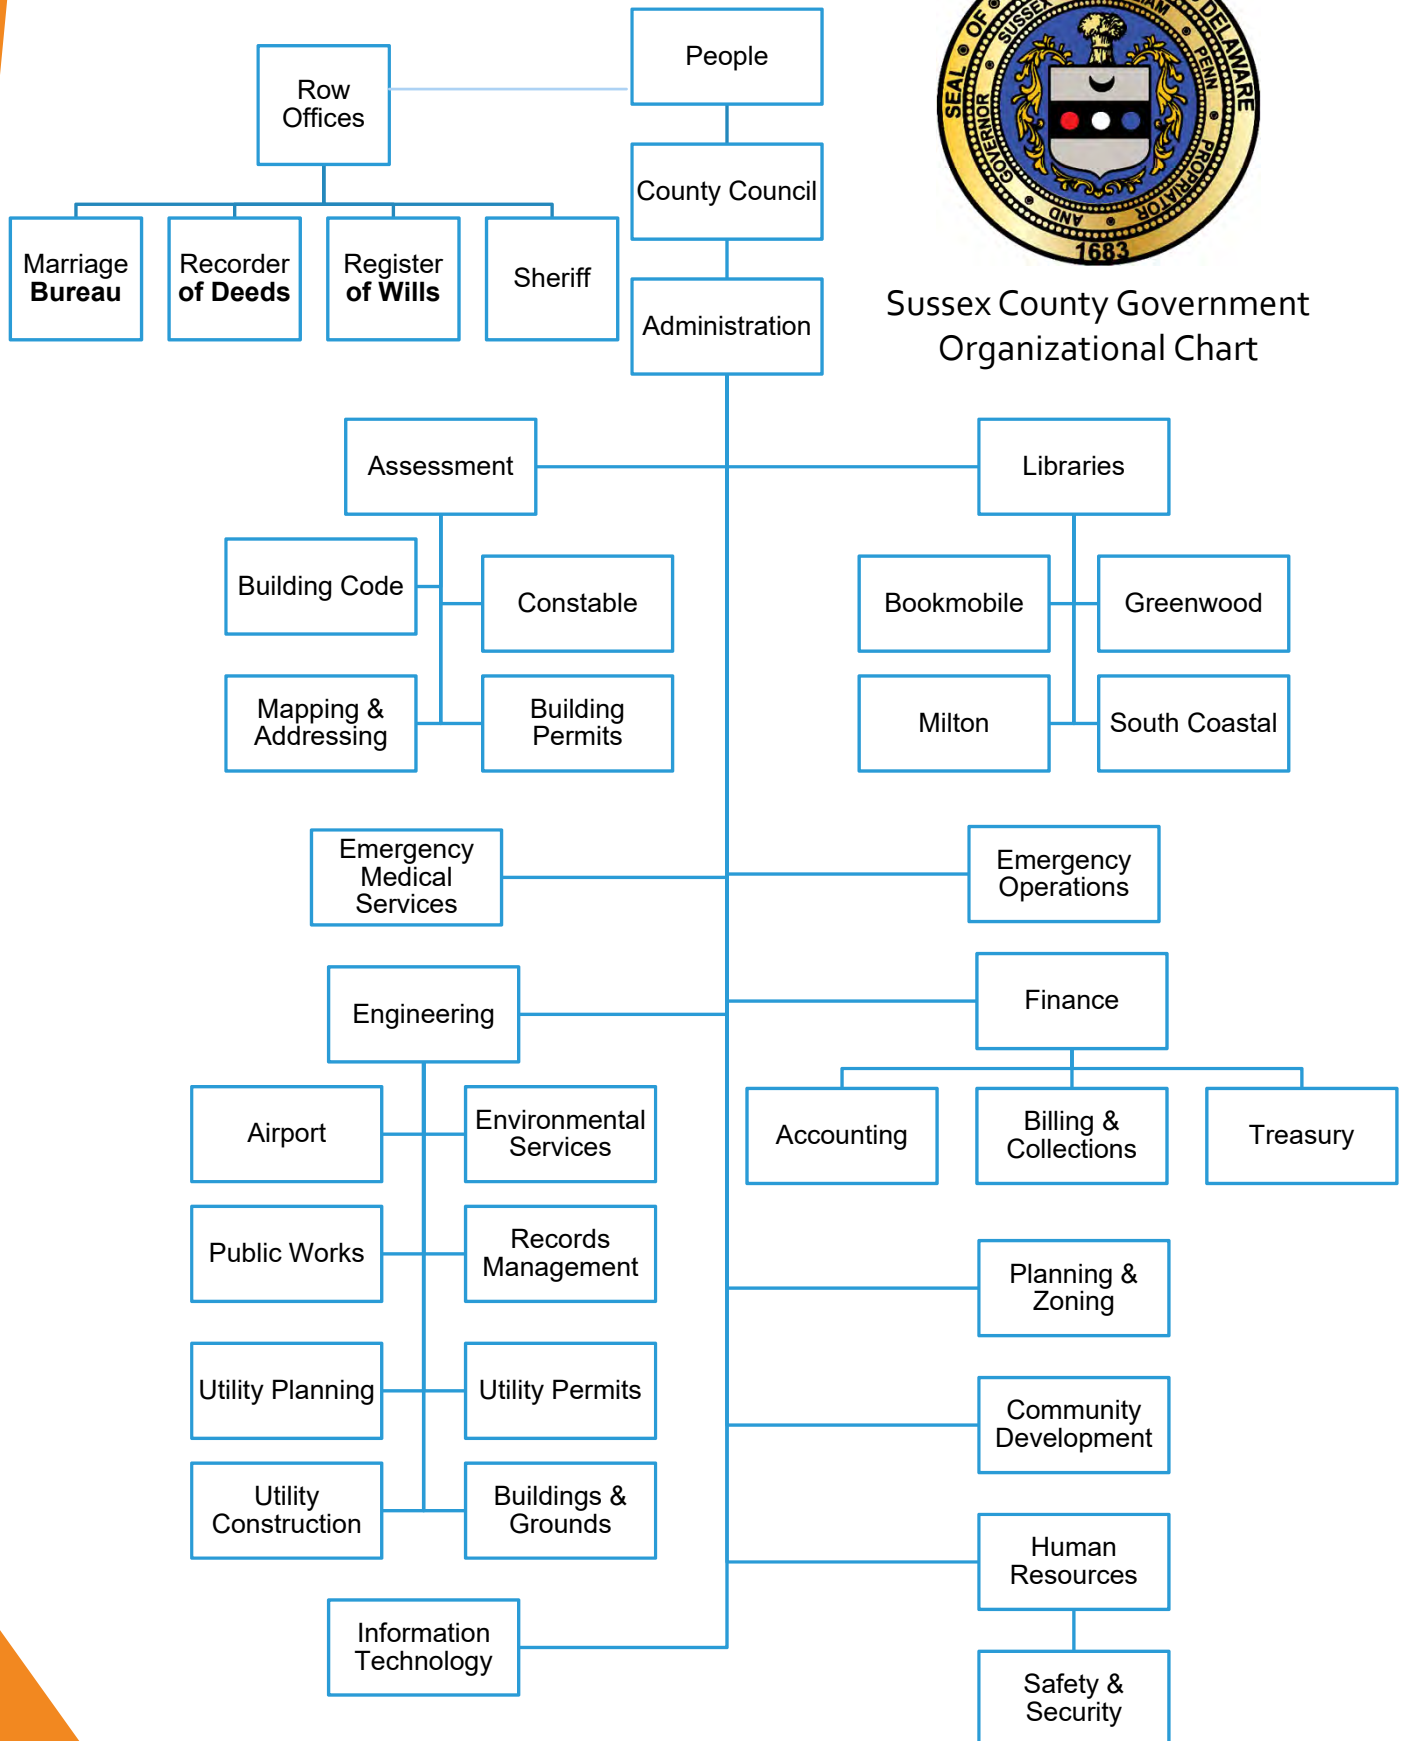 People
Row
Offices
County Council
Marriage
Bureau
Recorder
of Deeds
Register
of Wills
Sheriff
Administration
SEAL OF
DELAWARE
SUSSEX
PENN
GOVERNOR
AND
PROPRIATOR
1683
Sussex County Government
Organizational Chart
Assessment
Libraries
Building Code
Constable
Bookmobile
Greenwood
Mapping &
Addressing
Building
Permits
Milton
South Coastal
Emergency
Medical
Services
Emergency
Operations
Engineering
Finance
Airport
Environmental
Services
Accounting
Billing &
Collections
Treasury
Public Works
Records
Management
Planning &
Zoning
Utility Planning
Utility Permits
Community
Development
Utility
Construction
Buildings &
Grounds
Human
Resources
Information
Technology
Safety &
Security